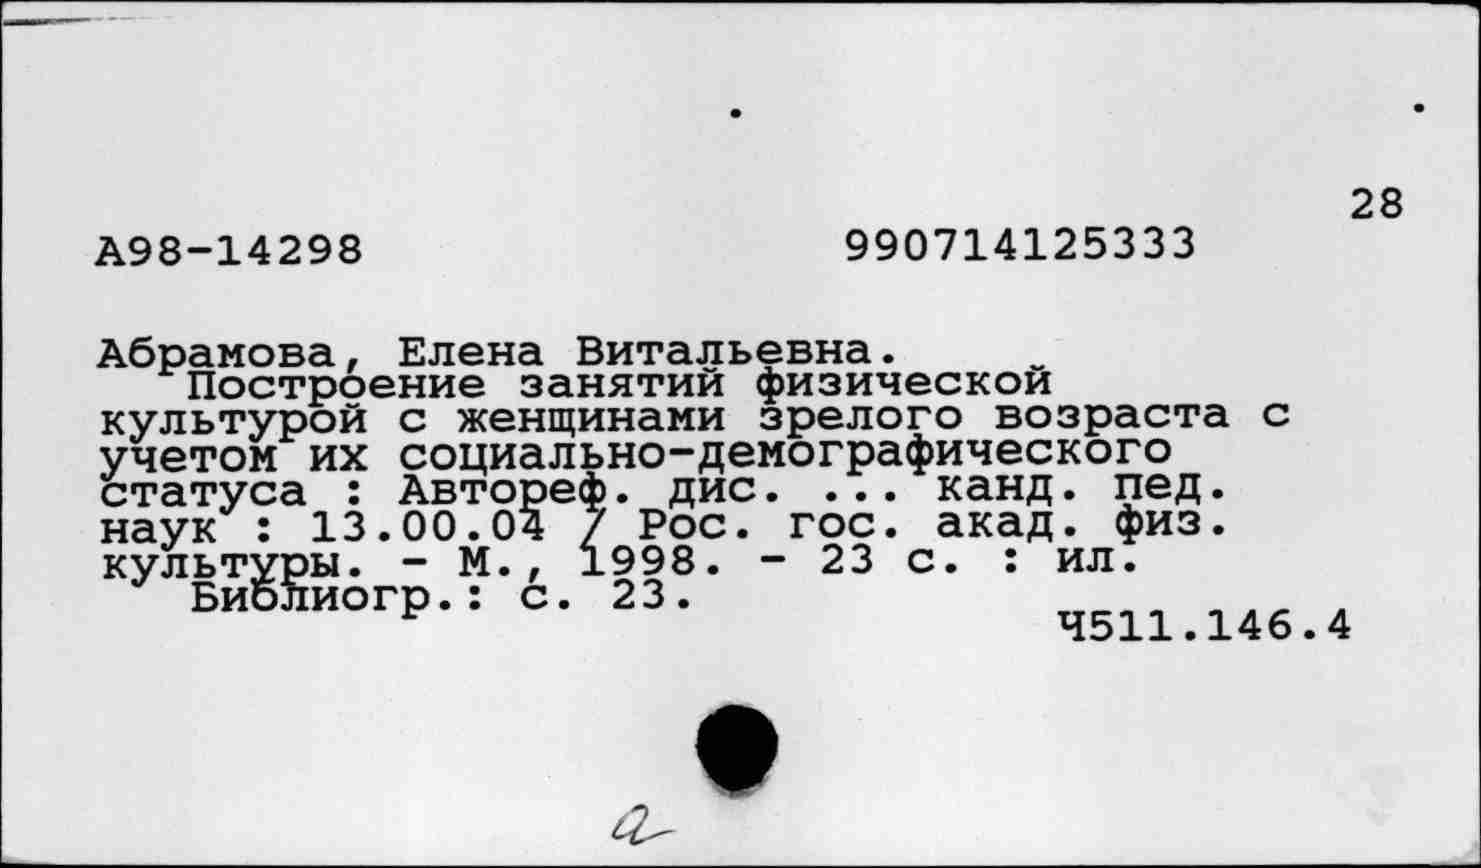 28
А98-14298 990714125333
Абрамова, Елена Витальевна.
Построение занятий физической
культурой с женщинами зрелого возраста с
учетом их социально-демографического
статуса : Автореф. дис. ... канд. пед.
наук : 13.00.04 / Рос. гос. акад. физ.
культуры. - М., 1998. - 23 с. : ил.
Библиогр.: с. 23.
Ч511.146.4